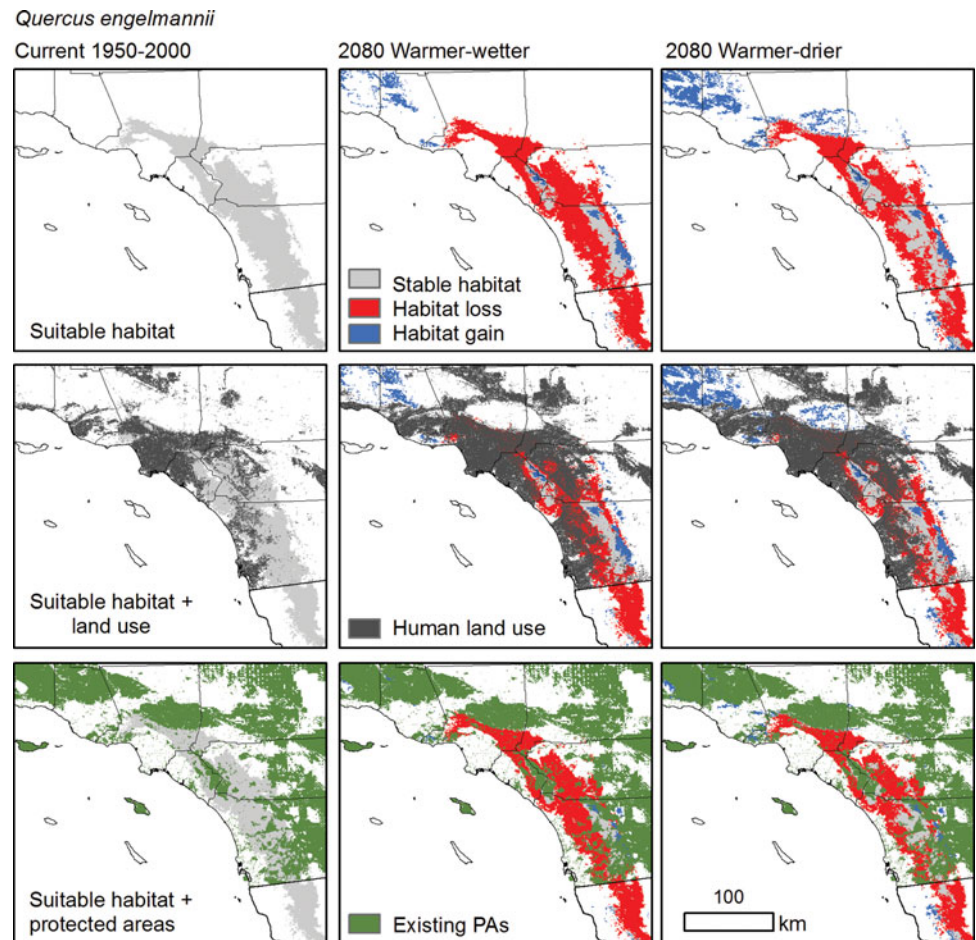 Quercus engelmannii
Current 1950-2000
2080 Warmer-wetter
2080 Warmer-drier
Suitable habitat
Stable habitat
Habitat loss
Habitat gain
Suitable habitat +
land use
Human land use
Suitable habitat +
protected areas
Existing PAs
100
km